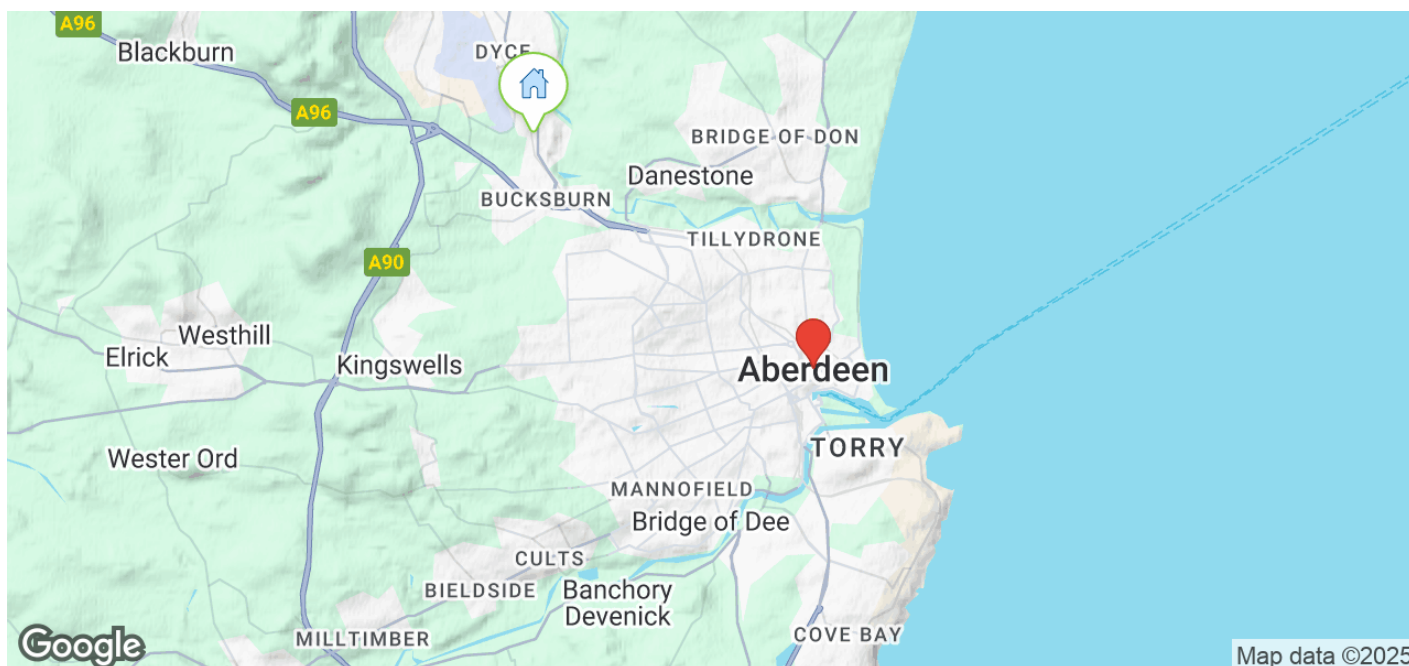 A96
Blackburn
DYCE
A96
BRIDGE OF DON
Danestone
BUCKSBURN
TILLYDRONE
A90
Westhill
Elrick
Kingswells
Aberdeen
TORRY
Wester Ord
MANNOFIELD
Bridge of Dee
CULTS
BIELDSIDE
Banchory
Devenick
MILLTIMBER
COVE BAY
Google
Map data ©2025